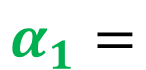 α₁ =